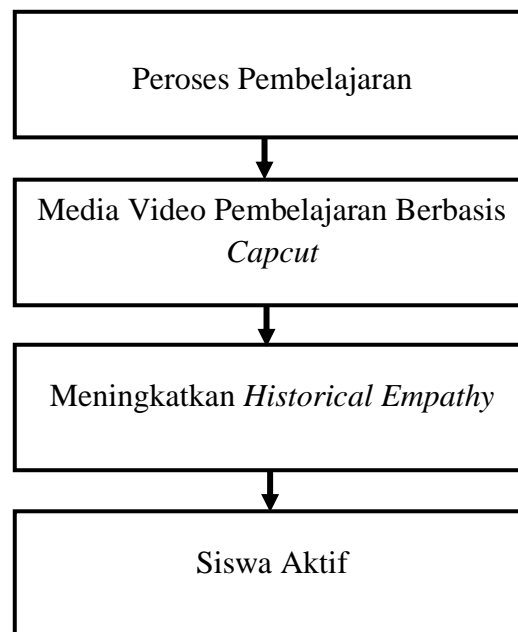 Peroses Pembelajaran
Media Video Pembelajaran Berbasis
Capcut
Meningkatkan Historical Empathy
Siswa Aktif